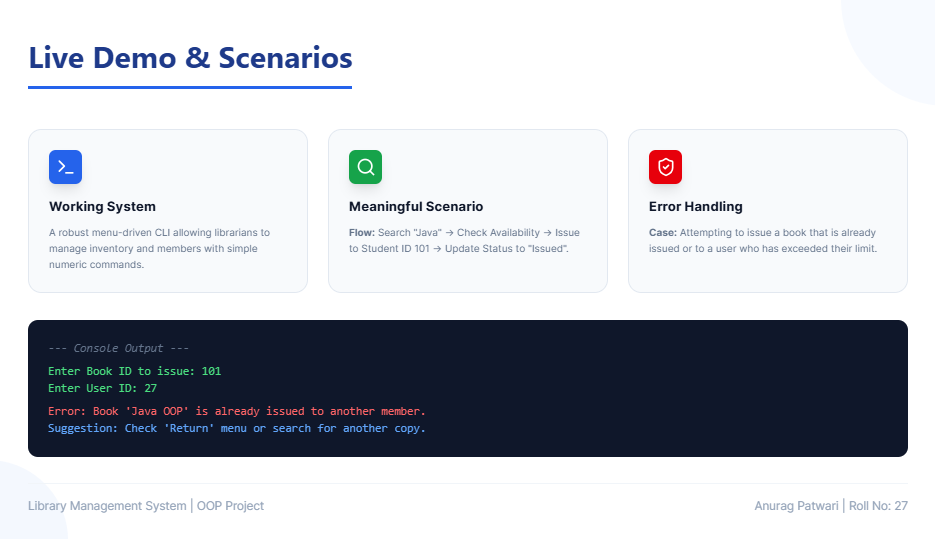 Live Demo & Scenarios
Working System
A robust menu-driven CLI allowing librarians to
manage inventory and members with simple
numeric commands.
Meaningful Scenario
Flow: Search "Java" → Check Availability → Issue
to Student ID 101 → Update Status to "Issued".
Error Handling
Case: Attempting to issue a book that is already
issued or to a user who has exceeded their limit.
--- Console Output ---
Enter Book ID to issue: 101
Enter User ID: 27
Error: Book 'Java OOP' is already issued to another member.
Suggestion: Check 'Return' menu or search for another copy.
Library Management System | OOP Project
Anurag Patwari | Roll No: 27